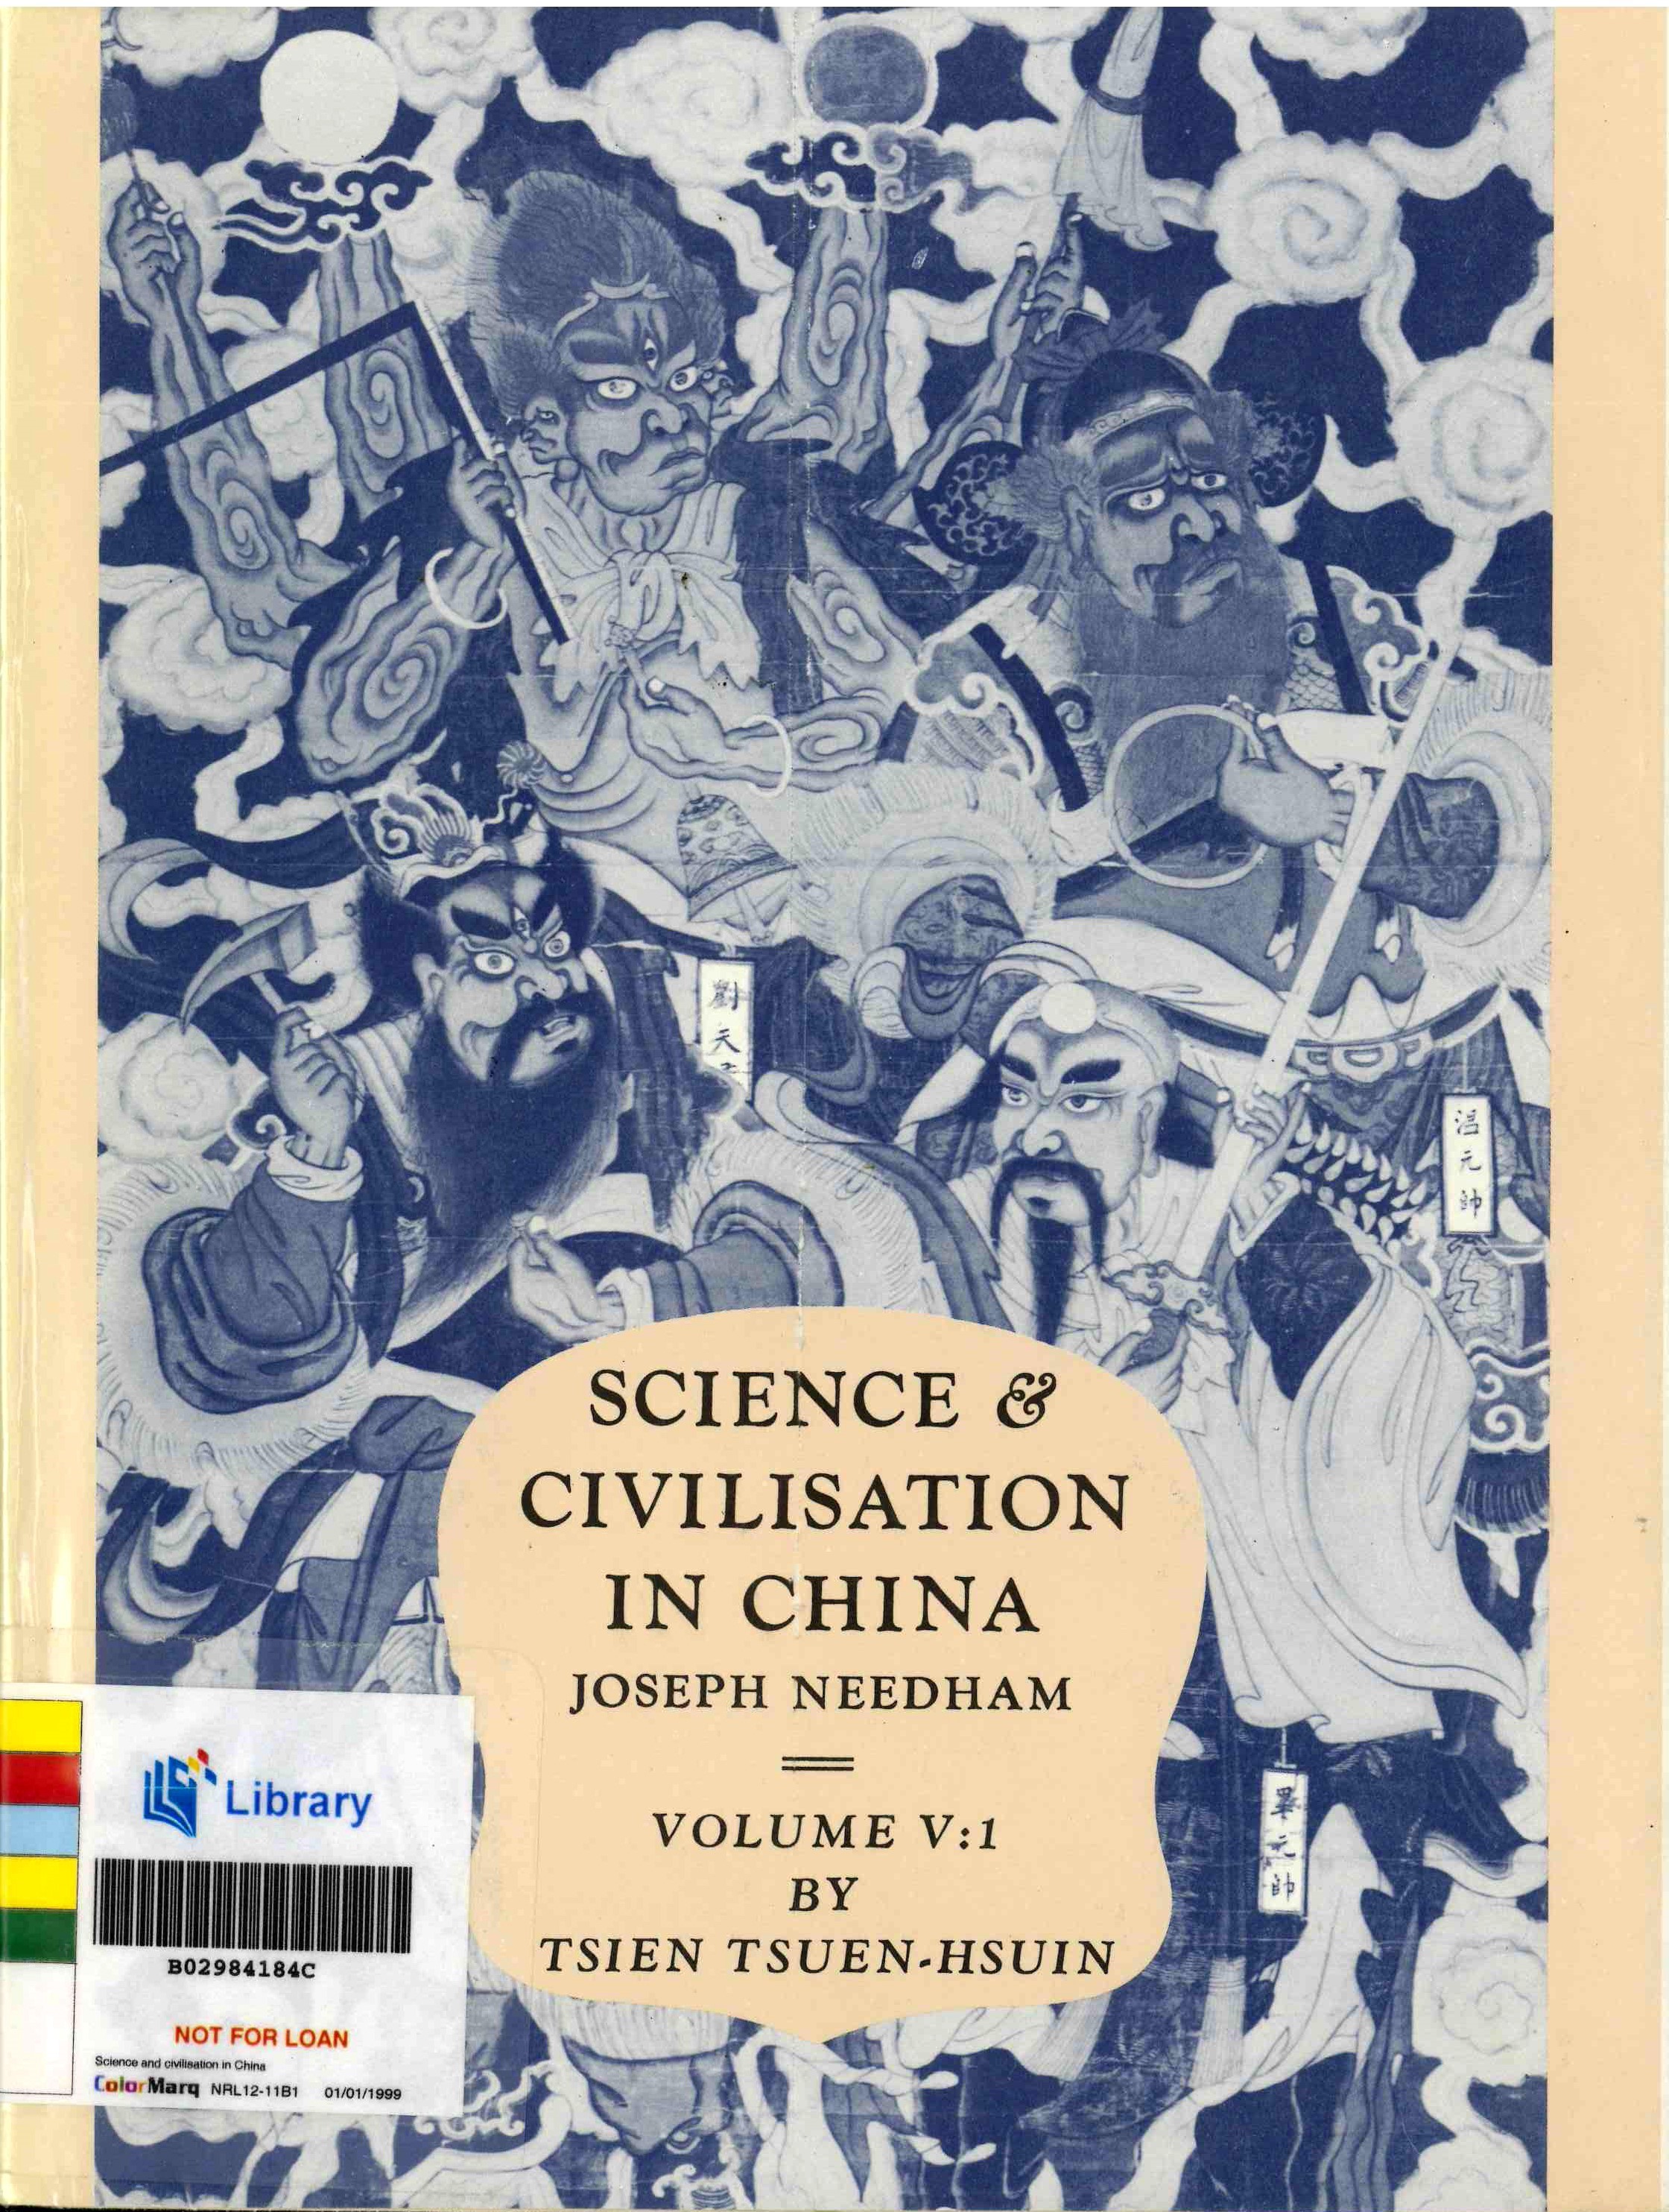 劉天
溫元帥
SCIENCE &
CIVILISATION
IN CHINA
JOSEPH NEEDHAM
VOLUME V:1
BY
TSIEN TSUEN-HSUIN
畢元帥
Library
B02984184C
NOT FOR LOAN
Science and civilisation in China
ColorMarq NRL12-11B1 01/01/1999